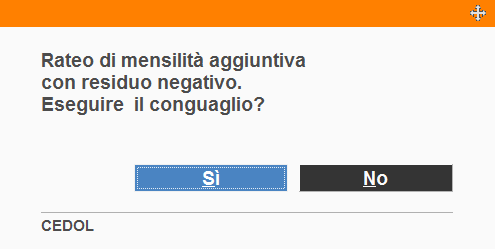 Rateo di mensilità aggiuntiva
con residuo negativo.
Eseguire il conguaglio?
Sì No
CEDOL